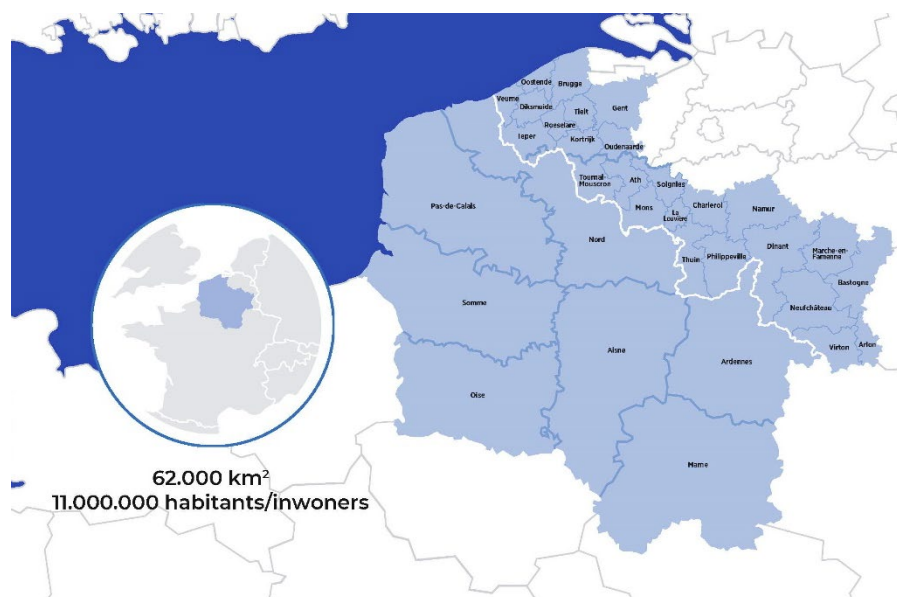 Oostende
Brugge
Veurne
Diksmuide
Tielt
Gent
Roeselare
Ieper
Kortrijk
Oudenaarde
Tournai-
Mouscron
Ath
Soignies
Mons
La
Louvière
Charleroi
Namur
Pas-de-Calais
Nord
Thuin
Philippeville
Dinant
Marche-en-
Famenne
Bastogne
Somme
Neufchâteau
Aisne
Ardennes
Virton
Arlon
Oise
Marne
62.000 km²
11.000.000 habitants/inwoners